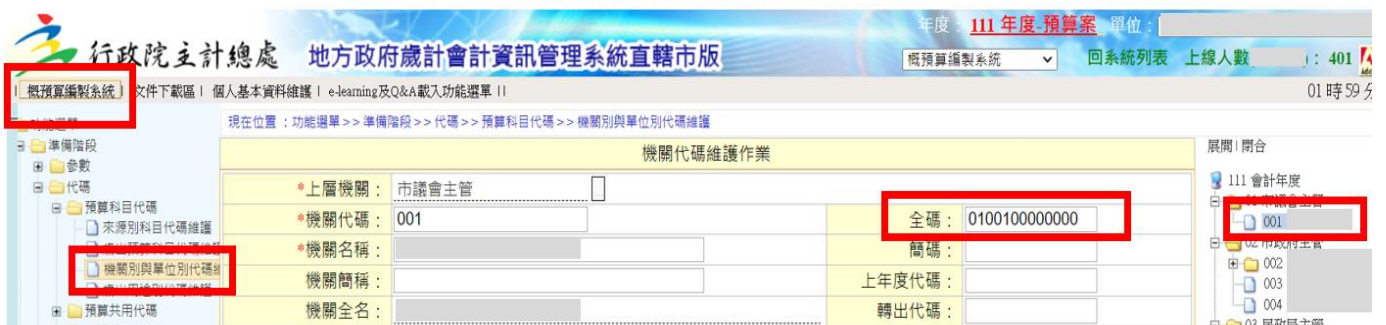 年度：111 年度-預算案 單位：
行政院主計總處 地方政府歲計會計資訊管理系統直轄市版
概預算編製系統 回系統列表 上線人數 ：401
概預算編製系統 | 文件下載區 | 個人基本資料維護 | e-learning及Q&A載入功能選單 ||
01 時 59 分
現在位置 ：功能選單>>準備階段>>代碼>>預算科目代碼>>機關別與單位別代碼維護
準備階段
參數
代碼
預算科目代碼
來源別科目代碼維護
機關別與單位別代碼維
預算共用代碼
機關代碼維護作業
*上層機關： 市議會主管
*機關代碼： 001 全碼： 0100100000000
*機關名稱： 簡碼：
機關簡稱： 上年度代碼：
機關全名： 轉出代碼：
展開 | 閉合
111 會計年度
01 市議會主管
001
02 市政府主管
002
003
004